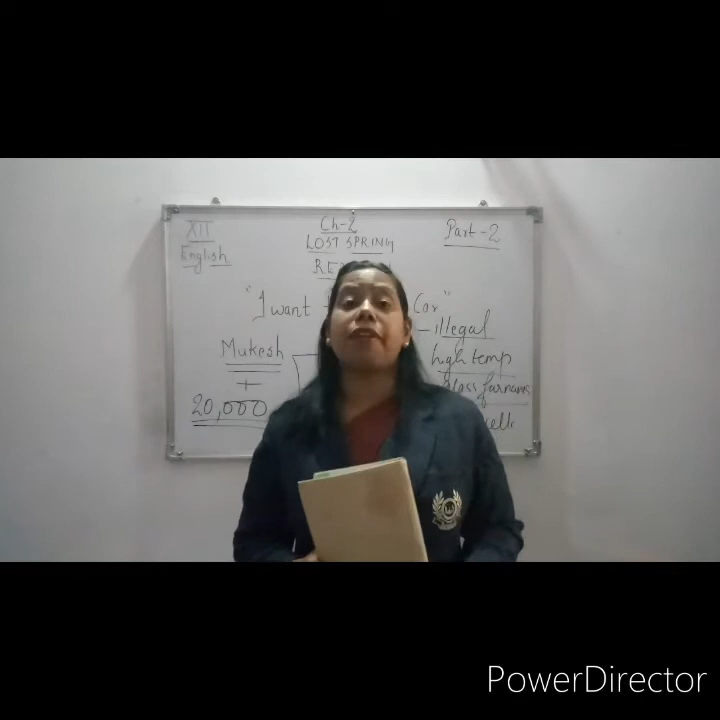 XII
English
Ch-2
LOST SPRING
Part-2
"I want
Car"
Mukesh
+
20,000
- illegal
high temp
glass furnaces
PowerDirector